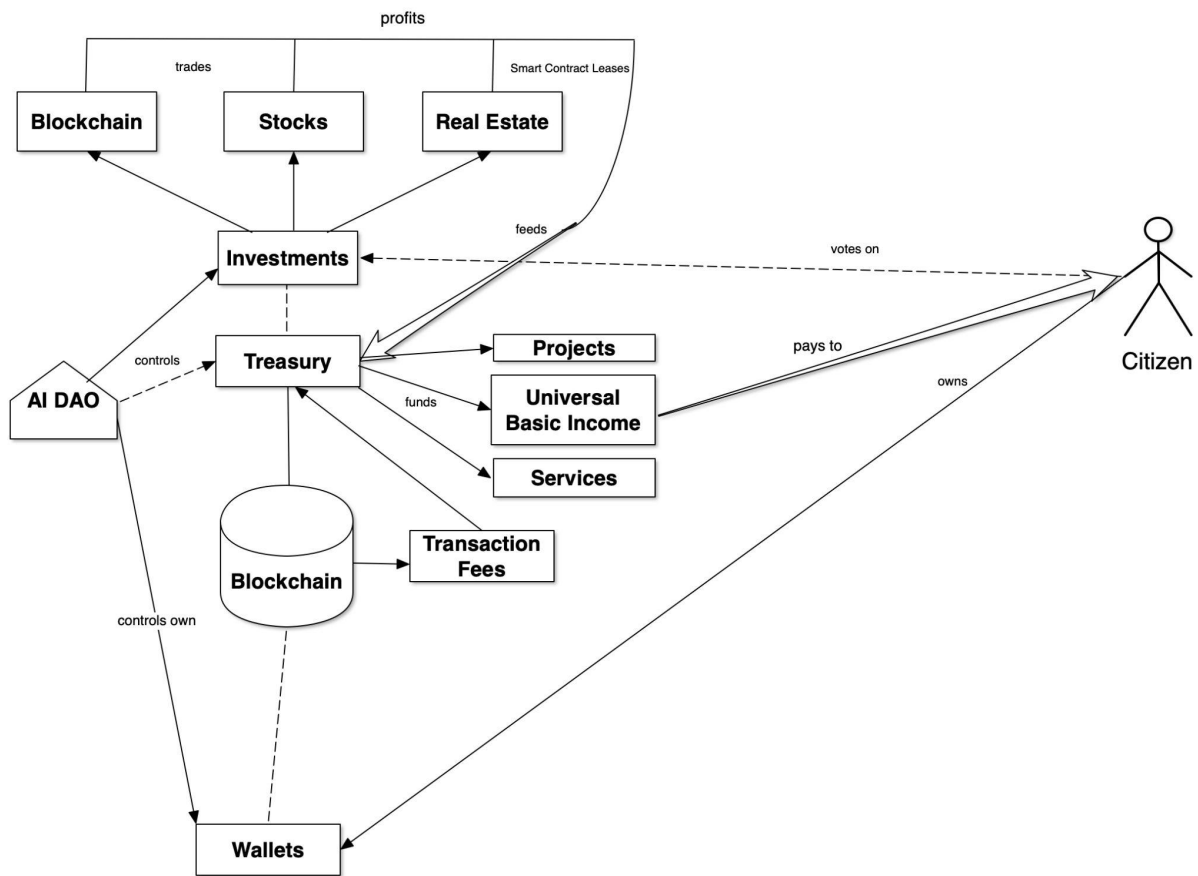 profits
trades
Smart Contract Leases
Blockchain
Stocks
Real Estate
feeds
votes on
Investments
controls
Treasury
Projects
pays to
Citizen
AI DAO
funds
Universal
Basic Income
owns
Services
Transaction
Fees
Blockchain
controls own
Wallets